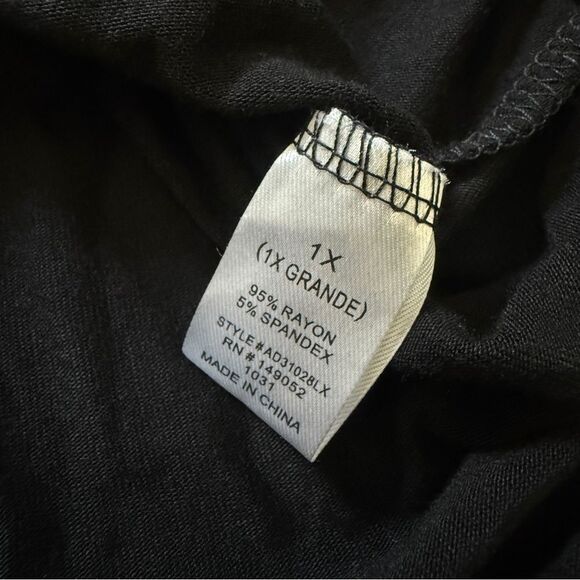 1X
(1X GRANDE)
95% RAYON
5% SPANDEX
STYLE#AD31028LX
RN # 149052
1031
MADE IN CHINA